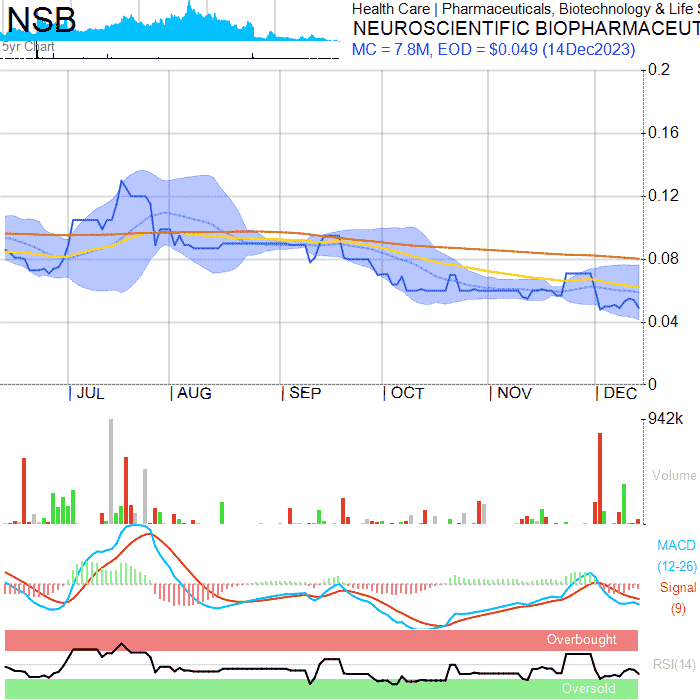 NSB
5yr Chart
Health Care | Pharmaceuticals, Biotechnology & Life S
NEUROSCIENTIFIC BIOPHARMACEUT
MC = 7.8M, EOD = $0.049 (14Dec2023)
0.2
0.16
0.12
0.08
0.04
0
| JUL | AUG | SEP | OCT | NOV | DEC
942k
Volume
MACD
(12-26)
Signal
(9)
Overbought
RSI(14)
Oversold